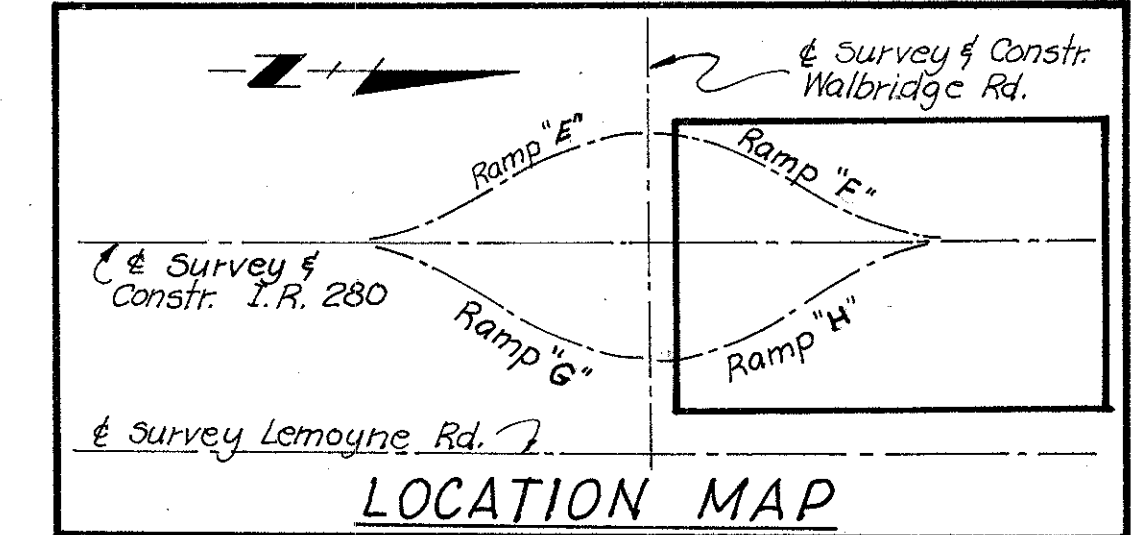 N
℄ Survey & Constr.
Walbridge Rd.
Ramp "E"
Ramp "F"
℄ Survey &
Constr. I.R. 280
Ramp "G"
Ramp "H"
℄ Survey Lemoyne Rd.
LOCATION MAP